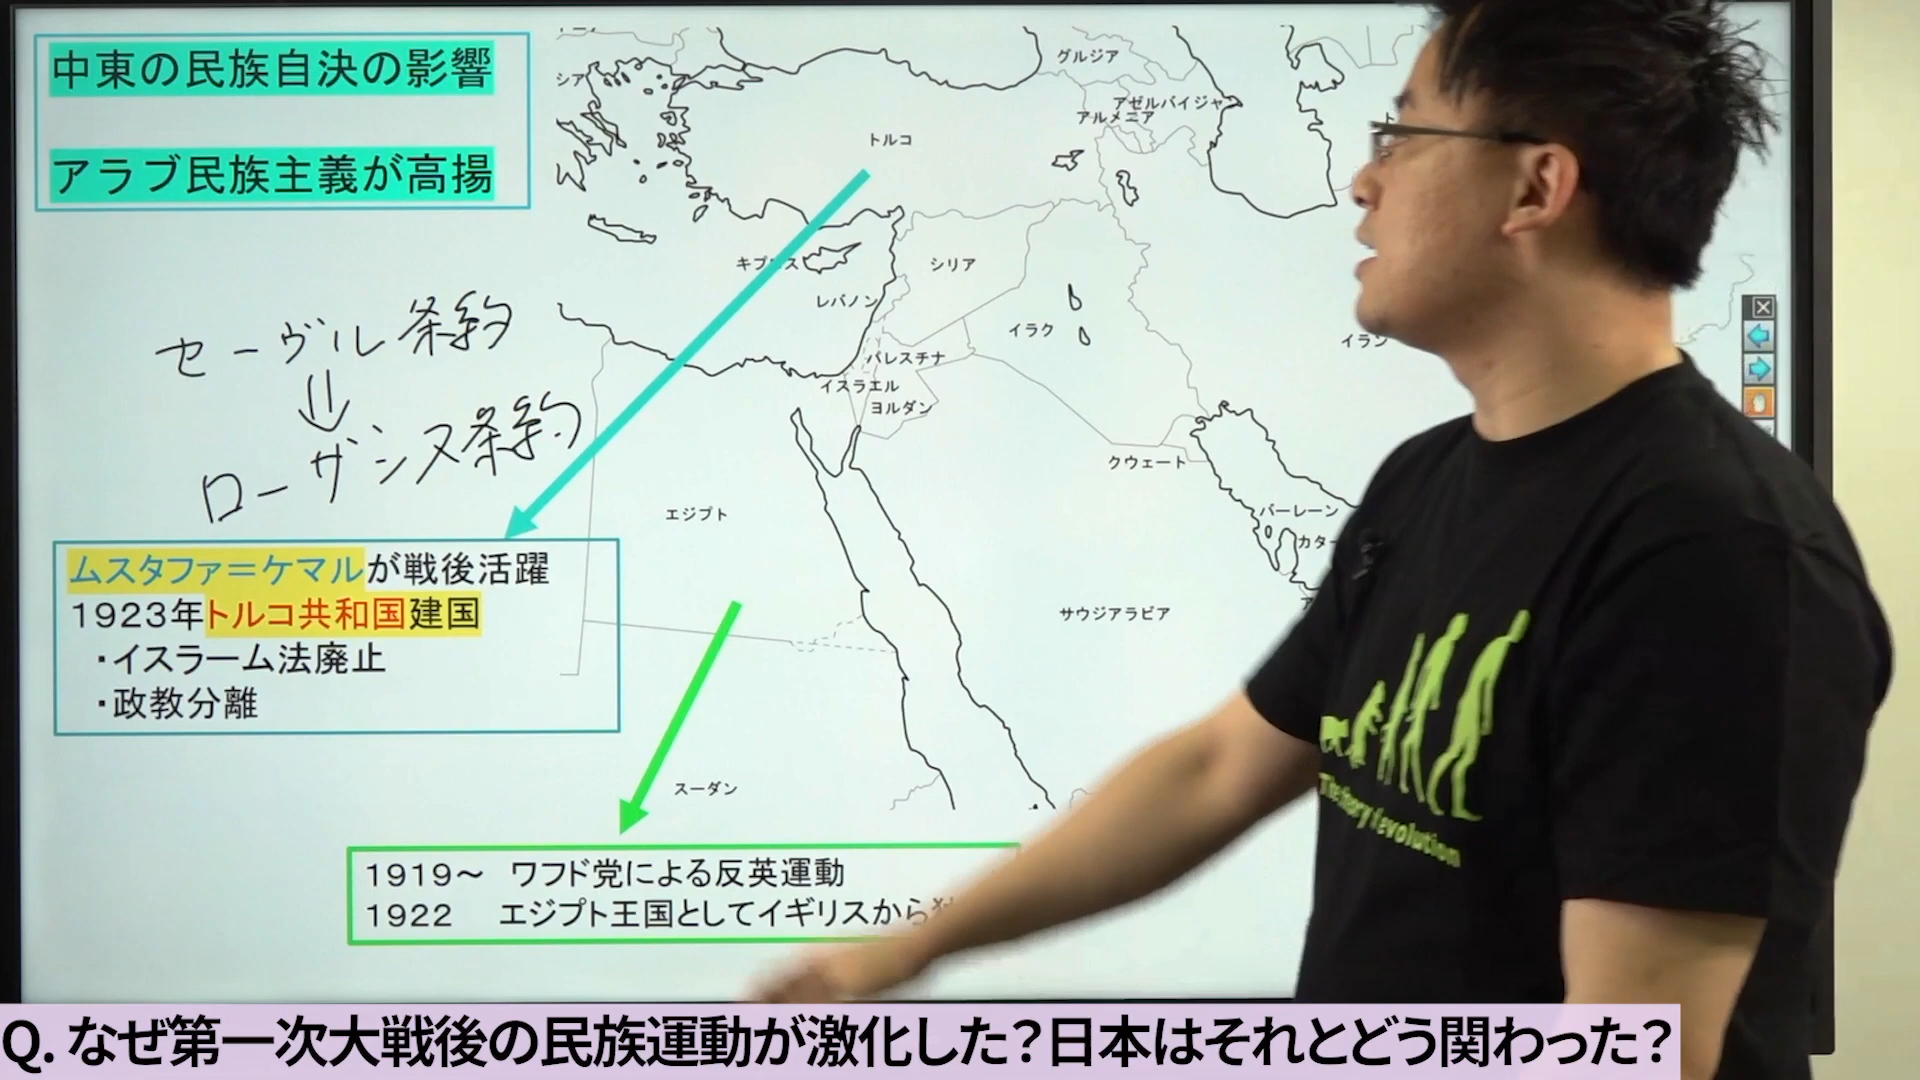 中東の民族自決の影響
アラブ民族主義が高揚
セーヴル条約
ローザンヌ条約
ムスタファ＝ケマルが戦後活躍
1923年トルコ共和国建国
・イスラーム法廃止
・政教分離
グルジア
アゼルバイジャ
アルメニア
トルコ
キプロス
シリア
レバノン
イラク
イラン
パレスチナ
イスラエル
ヨルダン
クウェート
エジプト
バーレーン
カター
サウジアラビア
スーダン
1919～ ワフド党による反英運動
1922 エジプト王国としてイギリスから
Q. なぜ第一次大戦後の民族運動が激化した？日本はそれとどう関わった？